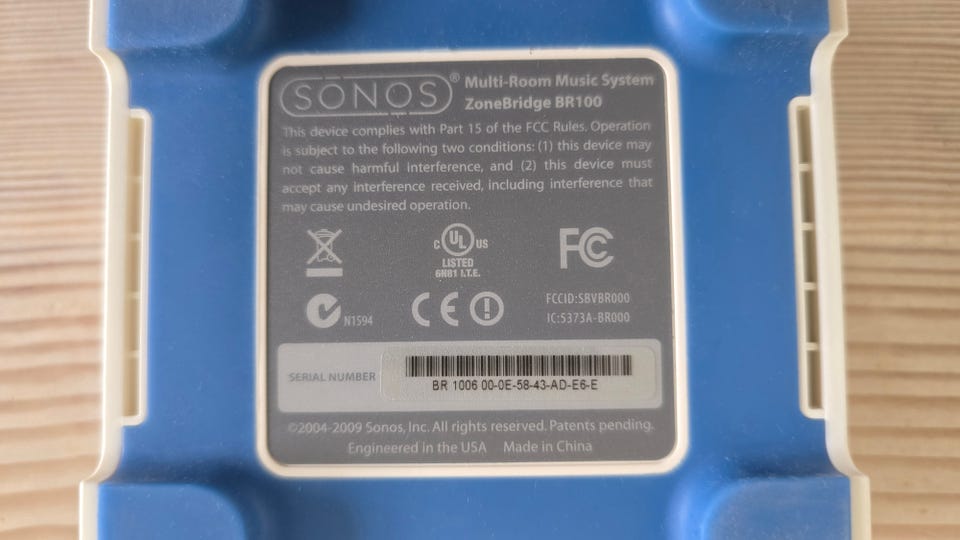 SONOS® Multi-Room Music System
ZoneBridge BR100
This device complies with Part 15 of the FCC Rules. Operation
is subject to the following two conditions: (1) this device may
not cause harmful interference, and (2) this device must
accept any interference received, including interference that
may cause undesired operation.
C UL US
LISTED
6N81 I.T.E.
FC
N1594
CE
FCCID:SBVBR000
IC:5373A-BR000
SERIAL NUMBER
BR 1006 00-0E-58-43-AD-E6-E
©2004-2009 Sonos, Inc. All rights reserved. Patents pending.
Engineered in the USA Made in China